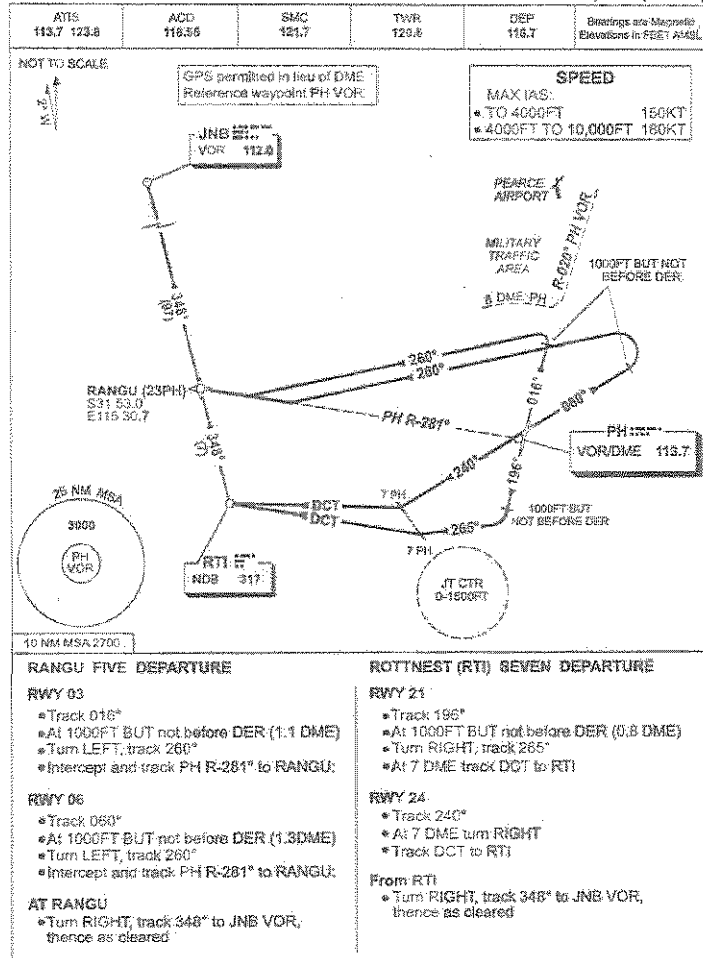 ATIS
113.7 123.8
ACD
118.55
SMC
121.7
TWR
120.5
DEP
118.7
Bearings are Magnetic
Elevations in FEET AMSL
NOT TO SCALE
2° W
GPS permitted in lieu of DME
Reference waypoint PH VOR
SPEED
MAX IAS:
• TO 4000FT 150KT
• 4000FT TO 10,000FT 180KT
JNB
VOR 112.0
PEARCE
AIRPORT
MILITARY
TRAFFIC
AREA
R-020° PH VOR
8 DME PH
1000FT BUT NOT
BEFORE DER
348°
(97)
260°
260°
016°
060°
RANGU (23PH)
S31 53.0
E115 30.7
PH R-281°
PH
VOR/DME 113.7
348°
(7)
240°
196°
7 PH
DCT
DCT
1000FT BUT
NOT BEFORE DER
265°
7 PH
25 NM MSA
3000
PH
VOR
RTI
NDB 317
JT CTR
0-1500FT
10 NM MSA 2700
RANGU FIVE DEPARTURE
RWY 03
• Track 016°
• At 1000FT BUT not before DER (1.1 DME)
• Turn LEFT, track 260°
• Intercept and track PH R-281° to RANGU.
RWY 06
• Track 060°
• At 1000FT BUT not before DER (1.3DME)
• Turn LEFT, track 260°
• Intercept and track PH R-281° to RANGU.
AT RANGU
• Turn RIGHT, track 348° to JNB VOR,
thence as cleared
ROTTNEST (RTI) SEVEN DEPARTURE
RWY 21
• Track 196°
• At 1000FT BUT not before DER (0.8 DME)
• Turn RIGHT, track 265°
• At 7 DME track DCT to RTI
RWY 24
• Track 240°
• At 7 DME turn RIGHT
• Track DCT to RTI
From RTI
• Turn RIGHT, track 348° to JNB VOR,
thence as cleared